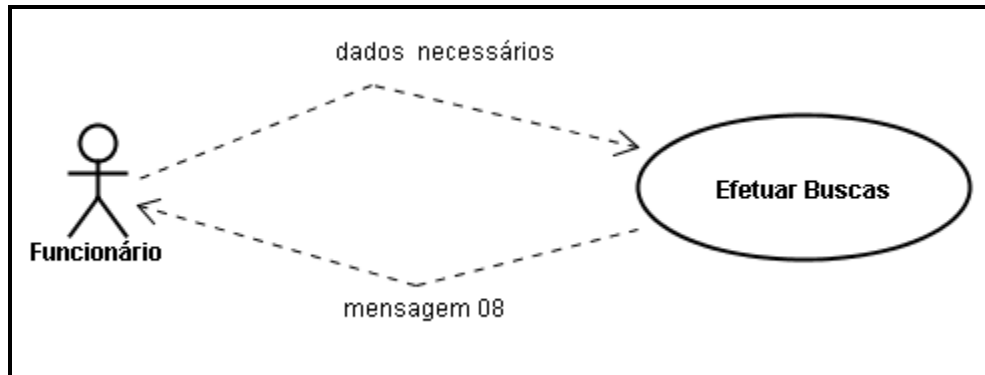 dados necessários
Efetuar Buscas
Funcionário
mensagem 08